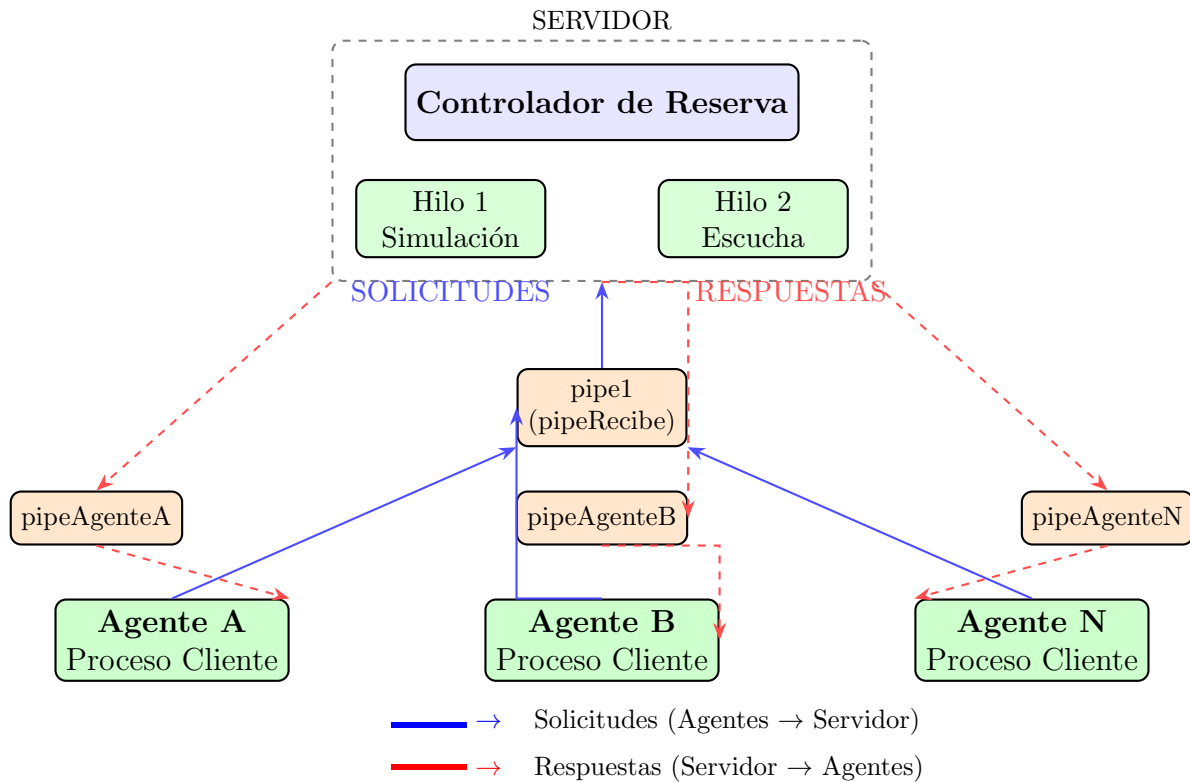 SERVIDOR
Controlador de Reserva
Hilo 1
Simulación
Hilo 2
Escucha
SOLICITUDES
RESPUESTAS
pipe1
(pipeRecibe)
pipeAgenteA
pipeAgenteB
pipeAgenteN
Agente A
Proceso Cliente
Agente B
Proceso Cliente
Agente N
Proceso Cliente
→ Solicitudes (Agentes → Servidor)
→ Respuestas (Servidor → Agentes)